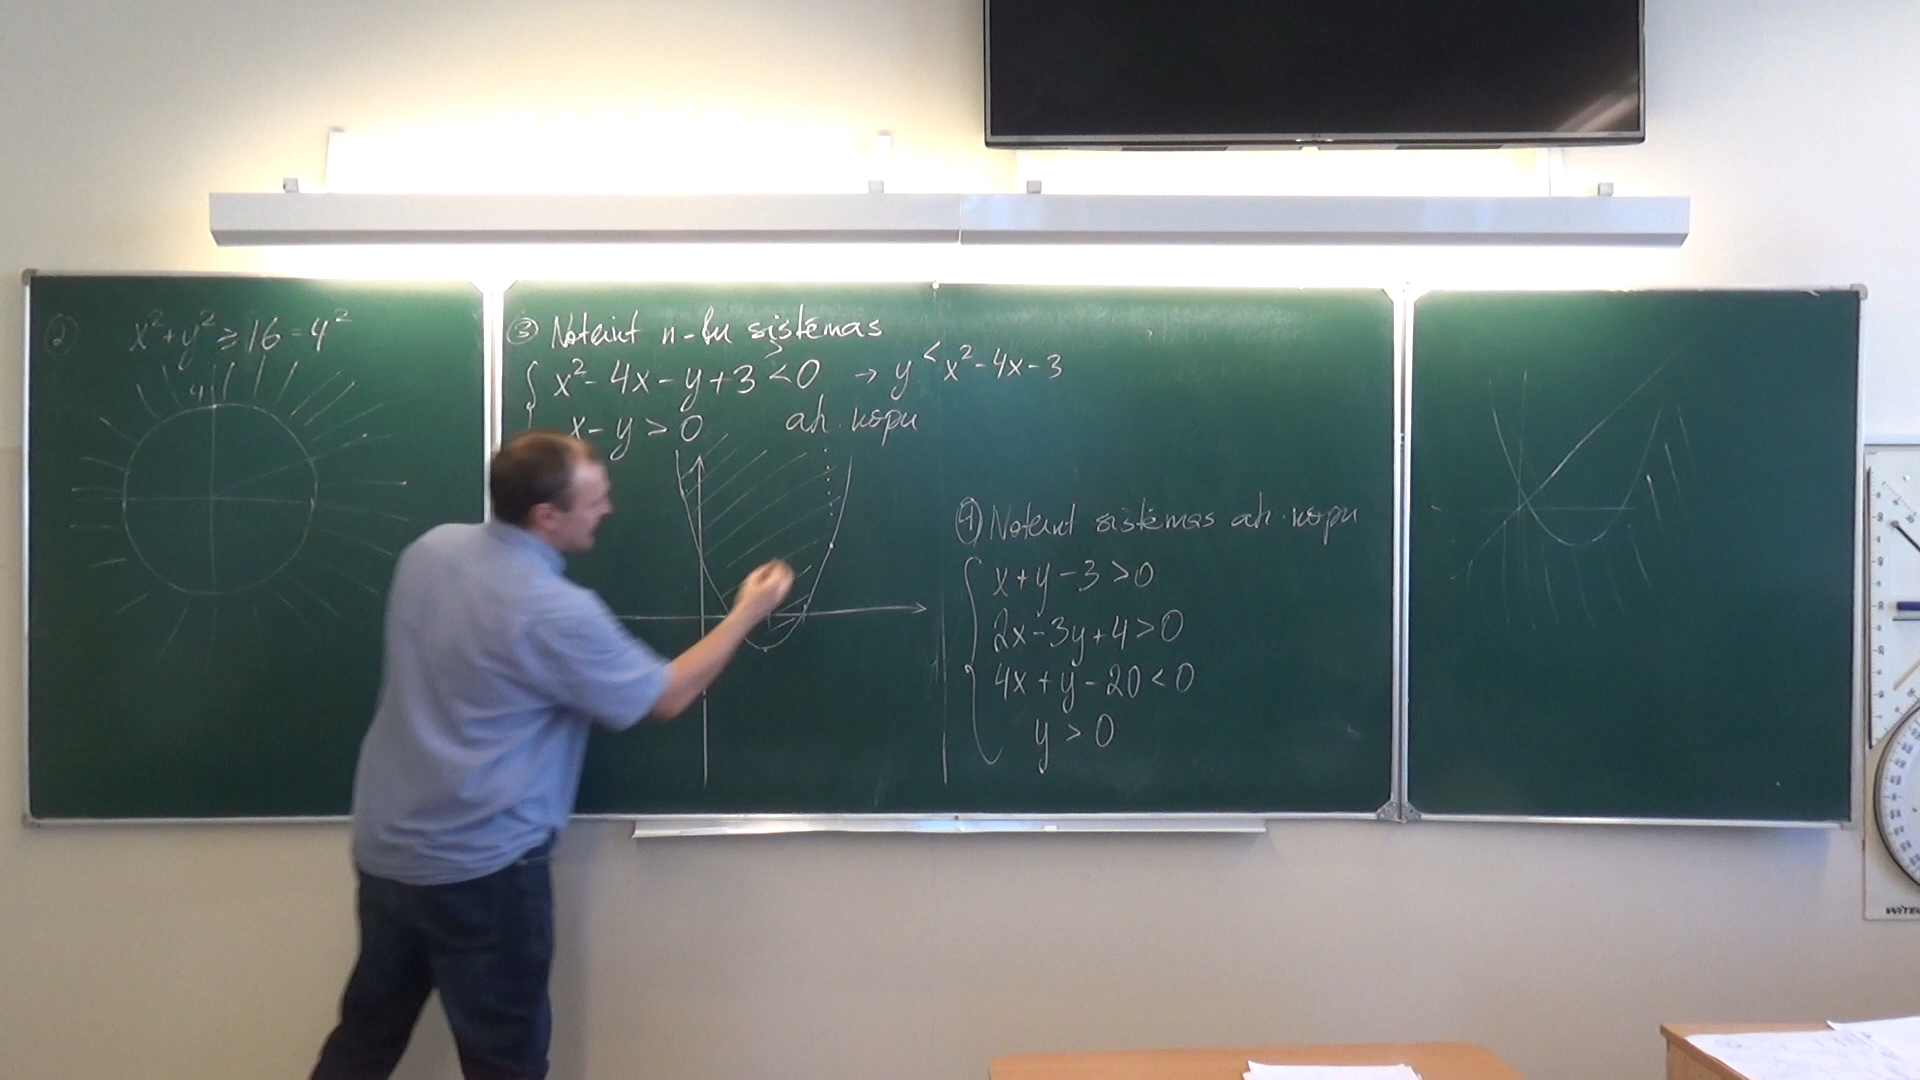 2 x²+y² ≥ 16 = 4²
4
③ Noteikt n-bu sistēmas
x²-4x-y+3 < 0 → y < x²-4x-3
>
x-y > 0 atr. kopu
④ Noteikt sistēmas atr. kopu
x+y-3 > 0
2x-3y+4 > 0
4x+y-20 < 0
y > 0